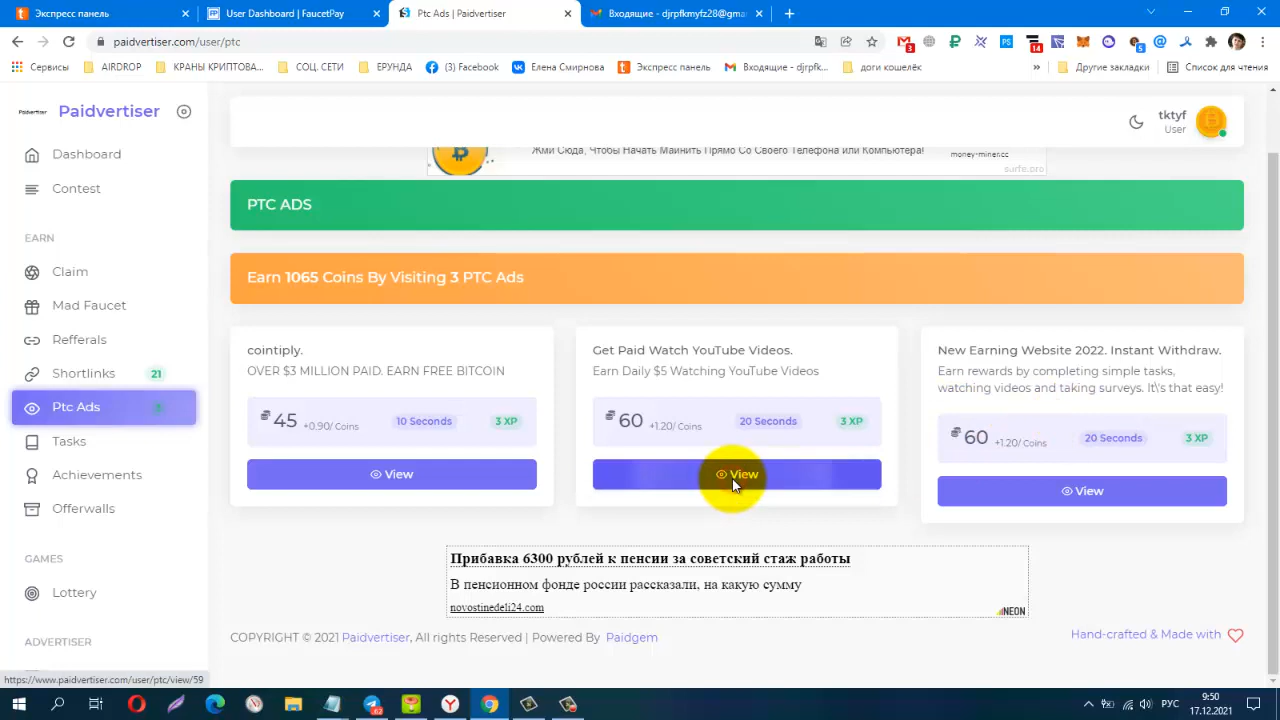 Экспресс панель
User Dashboard | FaucetPay
Ptc Ads | Paidvertiser
Входящие - djrpfkmyfz28@gma
paidvertiser.com/user/ptc
Сервисы
AIRDROP
КРАНЫ КРИПТОВА...
СОЦ. СЕТИ
ЕРУНДА
(3) Facebook
Елена Смирнова
Экспресс панель
Входящие - djrpfk...
доги кошелёк
»
Другие закладки
Список для чтения
Paidvertiser
Paidvertiser
tktyf
User
Dashboard
Contest
EARN
Claim
Mad Faucet
Refferals
Shortlinks 21
Ptc Ads 3
Tasks
Achievements
Offerwalls
GAMES
Lottery
ADVERTISER
Жми Сюда, Чтобы Начать Майнить Прямо Со Своего Телефона или Компьютера!
money-miner.cc
surfe.pro
PTC ADS
Earn 1065 Coins By Visiting 3 PTC Ads
cointiply.
OVER $3 MILLION PAID. EARN FREE BITCOIN
45 +0.90/ Coins 10 Seconds 3 XP
View
Get Paid Watch YouTube Videos.
Earn Daily $5 Watching YouTube Videos
60 +1.20/ Coins 20 Seconds 3 XP
View
New Earning Website 2022. Instant Withdraw.
Earn rewards by completing simple tasks,
watching videos and taking surveys. It\'s that easy!
60 +1.20/ Coins 20 Seconds 3 XP
View
Прибавка 6300 рублей к пенсии за советский стаж работы
В пенсионном фонде россии рассказали, на какую сумму
novostinedeli24.com
NEON
COPYRIGHT © 2021 Paidvertiser, All rights Reserved | Powered By Paidgem
Hand-crafted & Made with
https://www.paidvertiser.com/user/ptc/view/59
РУС
9:50
17.12.2021